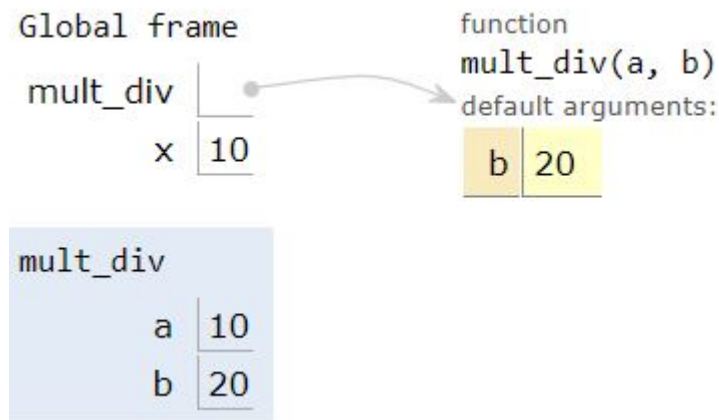 Global frame
mult_div
x 10
function
mult_div(a, b)
default arguments:
b 20
mult_div
a 10
b 20